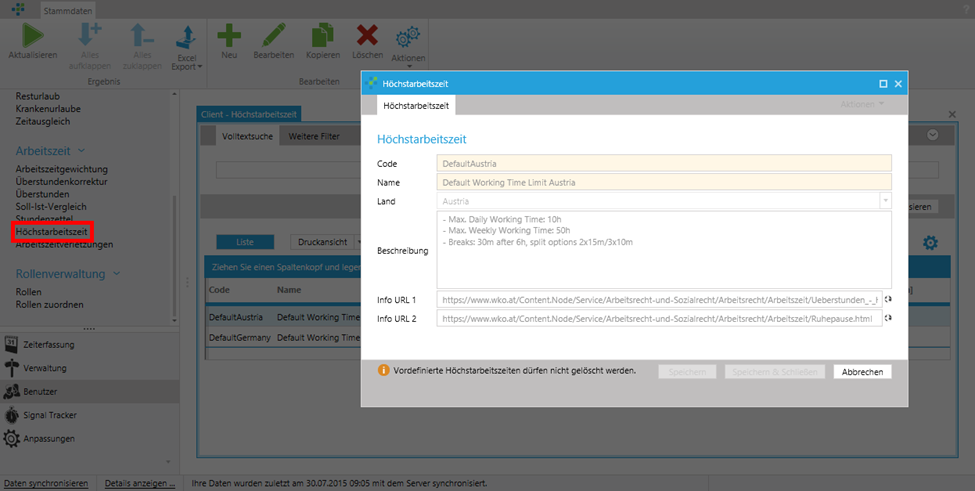 Stammdaten
Aktualisieren
Alles aufklappen
Alles zuklappen
Excel Export
Neu
Bearbeiten
Kopieren
Löschen
Aktionen
Ergebnis
Bearbeiten
Resturlaub
Krankenurlaube
Zeitausgleich
Arbeitszeit
Arbeitszeitgewichtung
Überstundenkorrektur
Überstunden
Soll-Ist-Vergleich
Stundenzettel
Höchstarbeitszeit
Arbeitszeitverletzungen
Rollenverwaltung
Rollen
Rollen zuordnen
Zeiterfassung
Verwaltung
Benutzer
Signal Tracker
Anpassungen
Client - Höchstarbeitszeit
Volltextsuche
Weitere Filter
Liste
Druckansicht
Ziehen Sie einen Spaltenkopf und legen
Code
Name
DefaultAustria
Default Working Time
DefaultGermany
Default Working Time
Höchstarbeitszeit
Höchstarbeitszeit
Aktionen
Höchstarbeitszeit
Code
DefaultAustria
Name
Default Working Time Limit Austria
Land
Austria
Beschreibung
- Max. Daily Working Time: 10h
- Max. Weekly Working Time: 50h
- Breaks: 30m after 6h, split options 2x15m/3x10m
Info URL 1
https://www.wko.at/Content.Node/Service/Arbeitsrecht-und-Sozialrecht/Arbeitsrecht/Arbeitszeit/Ueberstunden_-_
Info URL 2
https://www.wko.at/Content.Node/Service/Arbeitsrecht-und-Sozialrecht/Arbeitsrecht/Arbeitszeit/Ruhepause.html
Vordefinierte Höchstarbeitszeiten dürfen nicht gelöscht werden.
Speichern
Speichern & Schließen
Abbrechen
Daten synchronisieren
Details anzeigen ...
Ihre Daten wurden zuletzt am 30.07.2015 09:05 mit dem Server synchronisiert.